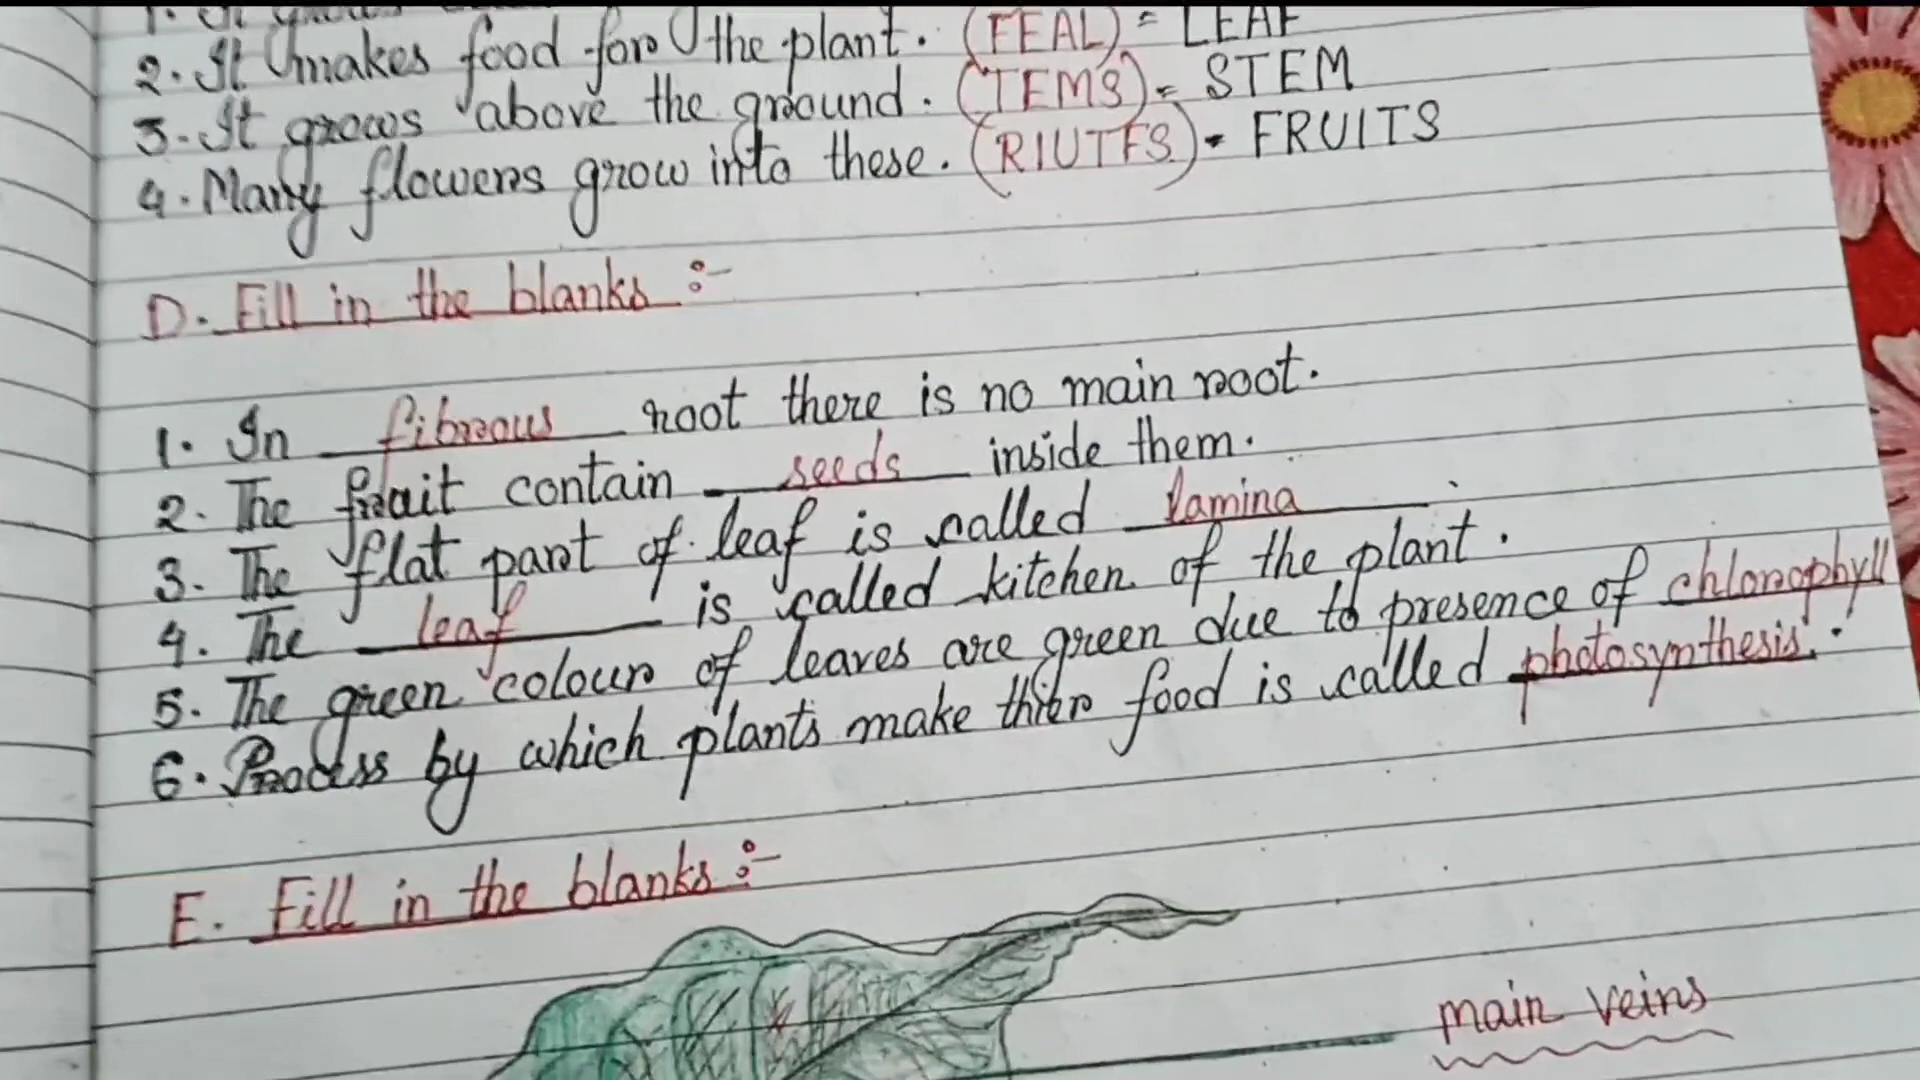 2. It makes food for the plant. (FEAL) = LEAF
3. It grows above the ground. (TEMS) = STEM
4. Many flowers grow into these. (RIUTFS) - FRUITS
D. Fill in the blanks :-
1. In fibrous root there is no main root.
2. The fruit contain seeds inside them.
3. The flat part of leaf is called lamina.
4. The leaf is called kitchen of the plant.
5. The green colour of leaves are green due to presence of chlorophyll
6. Process by which plants make thier food is called photosynthesis.
E. Fill in the blanks :-
main veins